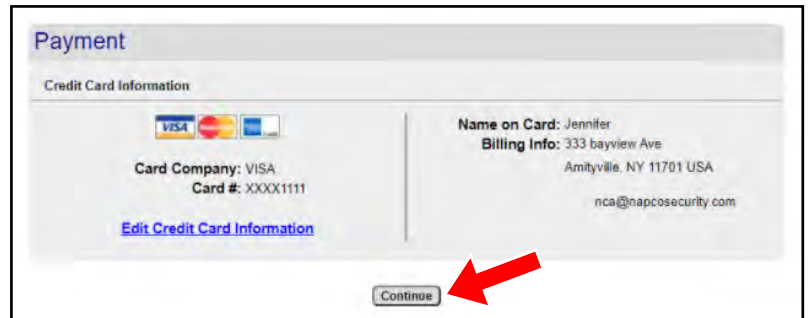 Payment
Credit Card Information
VISA
Card Company: VISA
Card #: XXXX1111
Edit Credit Card Information
Name on Card: Jennifer
Billing Info: 333 bayview Ave
Amityville, NY 11701 USA
nca@napcosecurity.com
Continue